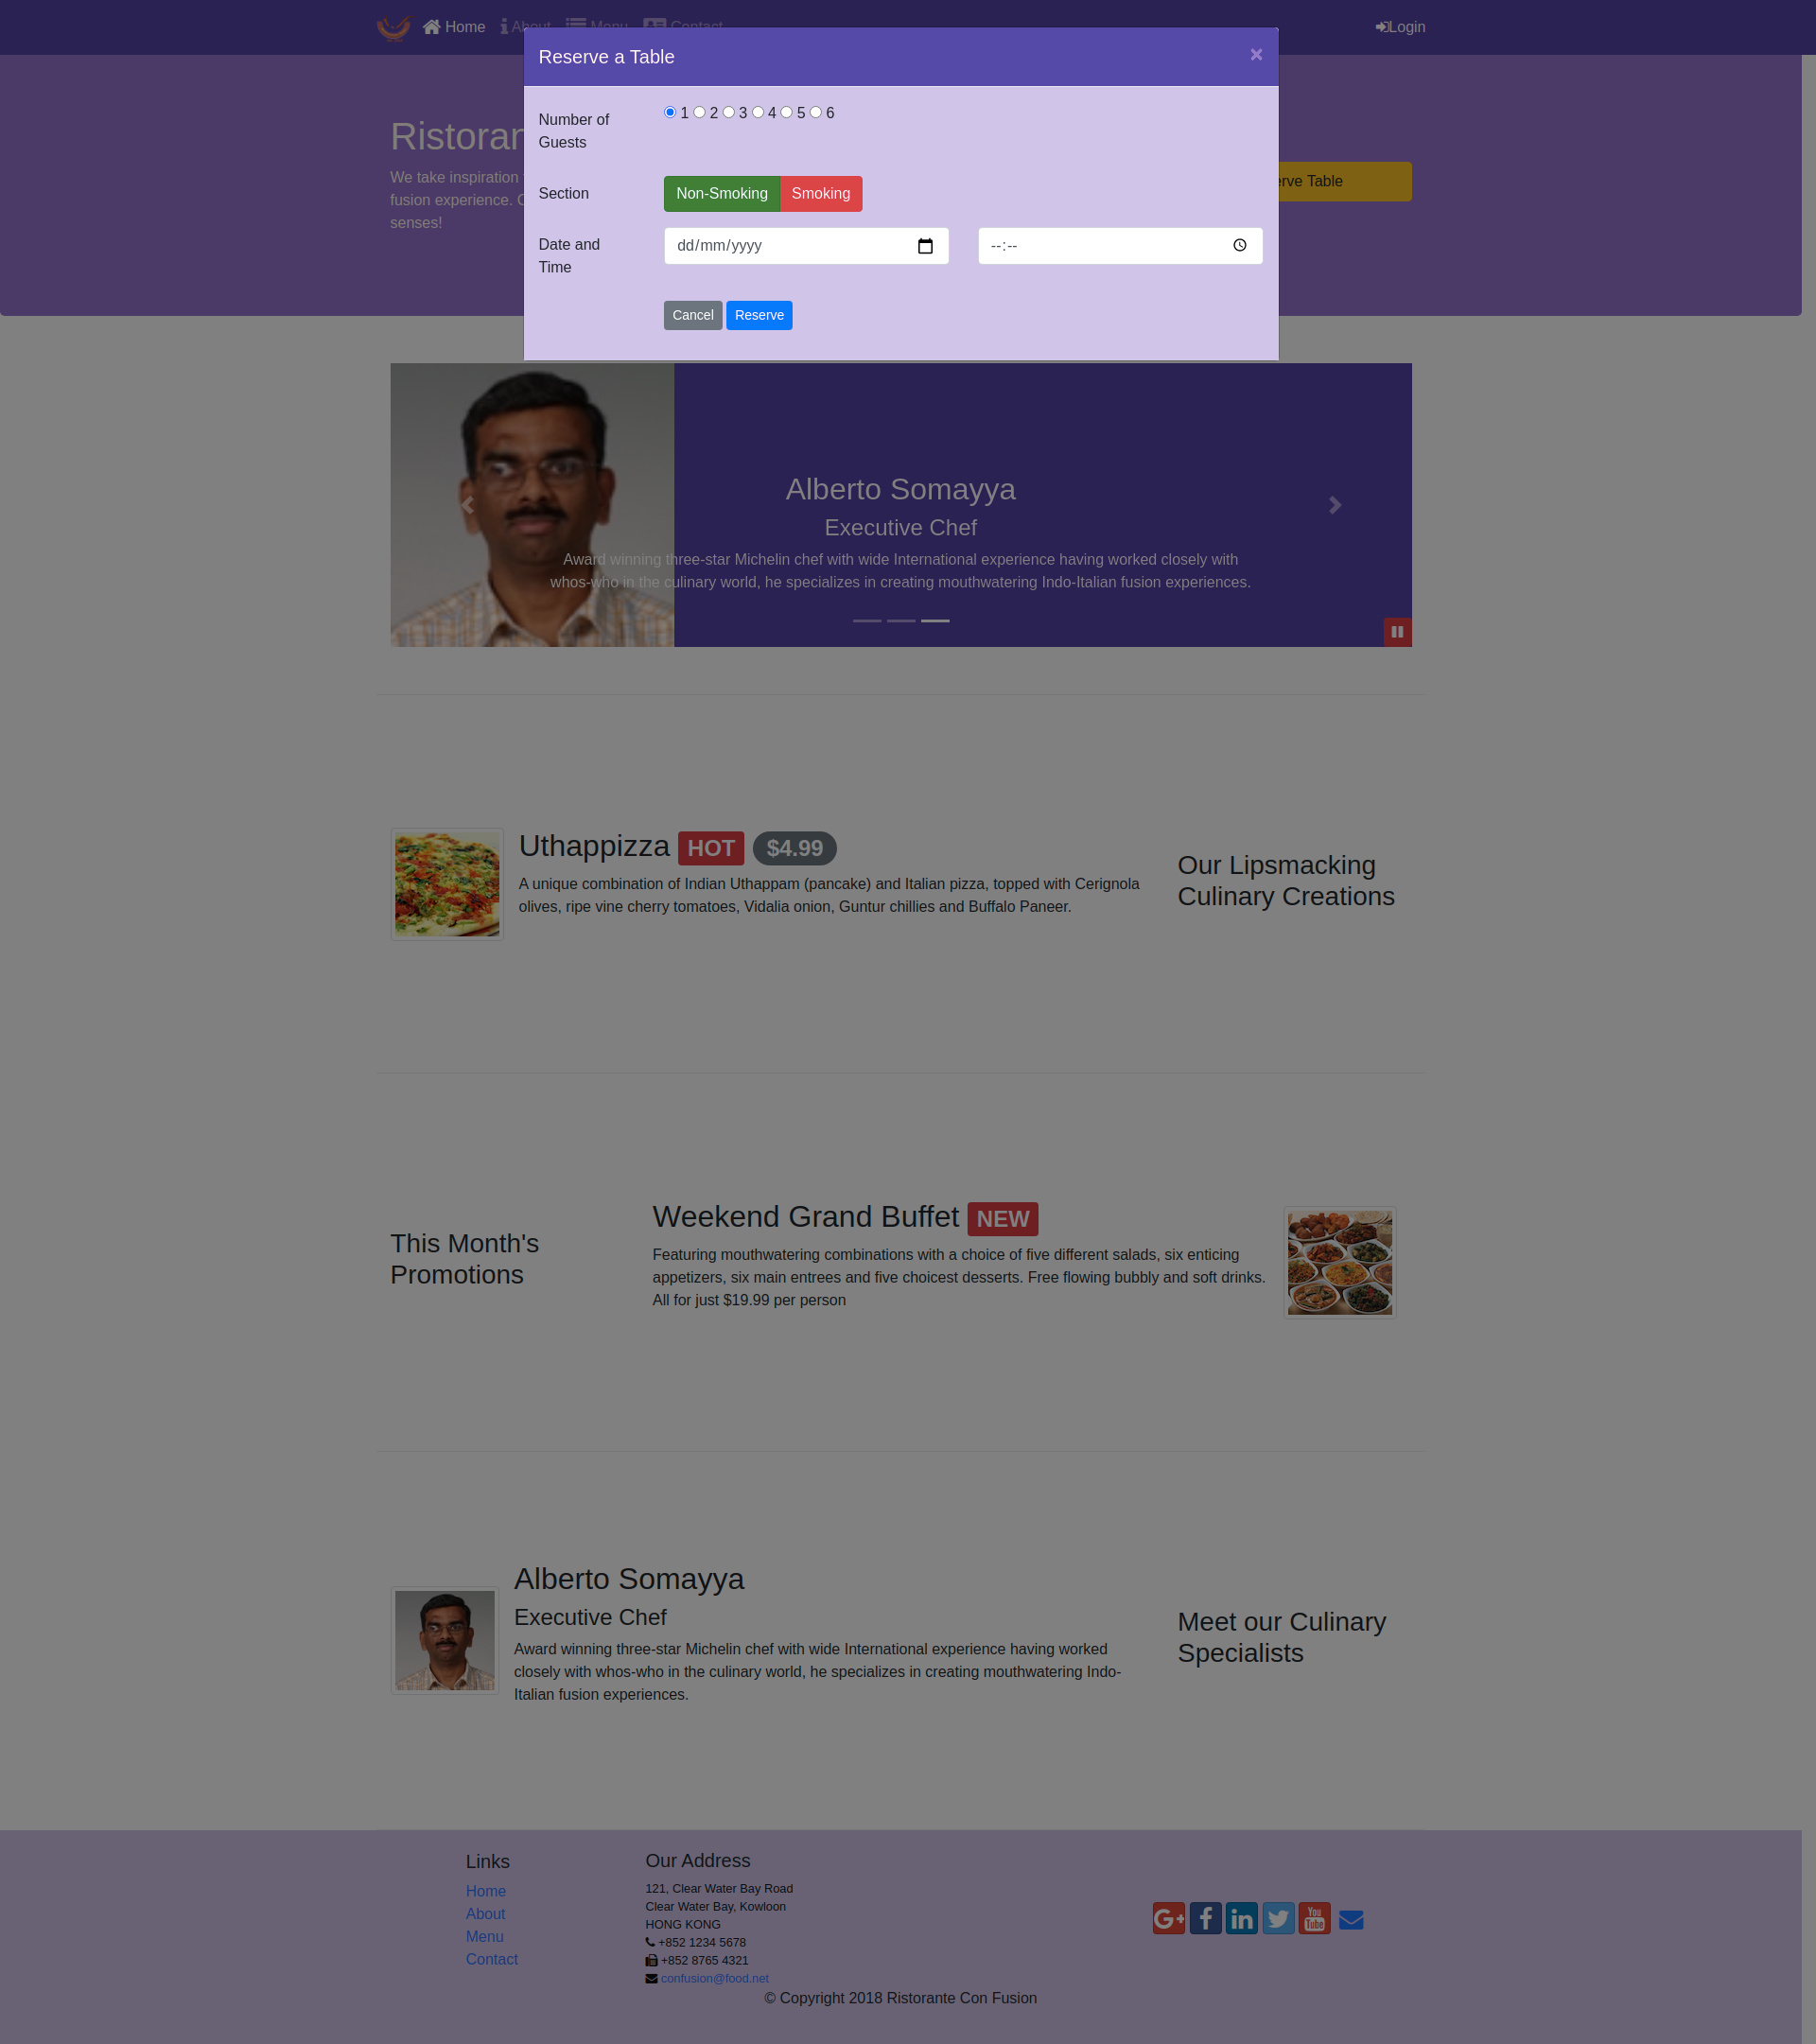 Home About Menu Contact Login
Reserve a Table ×
Number of Guests
1 2 3 4 5 6
Section Non-Smoking Smoking
Date and Time
dd/mm/yyyy --:--
Cancel Reserve
We take inspiration
fusion experience.
senses!
Table
Alberto Somayya
Executive Chef
Award winning three-star Michelin chef with wide International experience having worked closely with
whos-who in the culinary world, he specializes in creating mouthwatering Indo-Italian fusion experiences.
Uthappizza HOT $4.99
A unique combination of Indian Uthappam (pancake) and Italian pizza, topped with Cerignola
olives, ripe vine cherry tomatoes, Vidalia onion, Guntur chillies and Buffalo Paneer.
Our Lipsmacking
Culinary Creations
This Month's
Promotions
Weekend Grand Buffet NEW
Featuring mouthwatering combinations with a choice of five different salads, six enticing
appetizers, six main entrees and five choicest desserts. Free flowing bubbly and soft drinks.
All for just $19.99 per person
Alberto Somayya
Executive Chef
Award winning three-star Michelin chef with wide International experience having worked
closely with whos-who in the culinary world, he specializes in creating mouthwatering Indo-
Italian fusion experiences.
Meet our Culinary
Specialists
Links
Home
About
Menu
Contact
Our Address
121, Clear Water Bay Road
Clear Water Bay, Kowloon
HONG KONG
+852 1234 5678
+852 8765 4321
confusion@food.net
G+ f in You Tube
© Copyright 2018 Ristorante Con Fusion